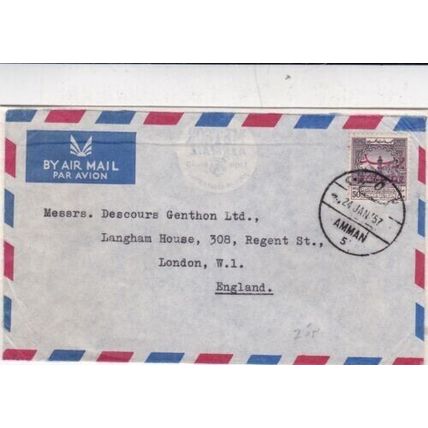 BY AIR MAIL
PAR AVION
50
24 JAN 57
AMMAN
5
Messrs. Descours Genthon Ltd.,
Langham House, 308, Regent St.,
London, W.1.
England.